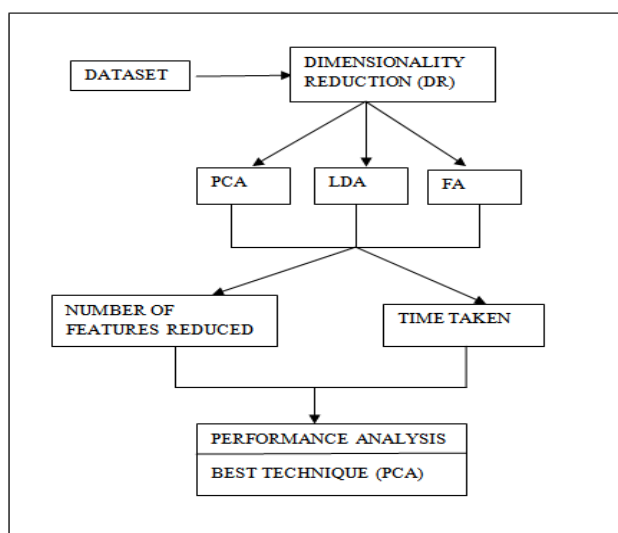 DATASET
DIMENSIONALITY
REDUCTION (DR)
PCA
LDA
FA
NUMBER OF
FEATURES REDUCED
TIME TAKEN
PERFORMANCE ANALYSIS
BEST TECHNIQUE (PCA)